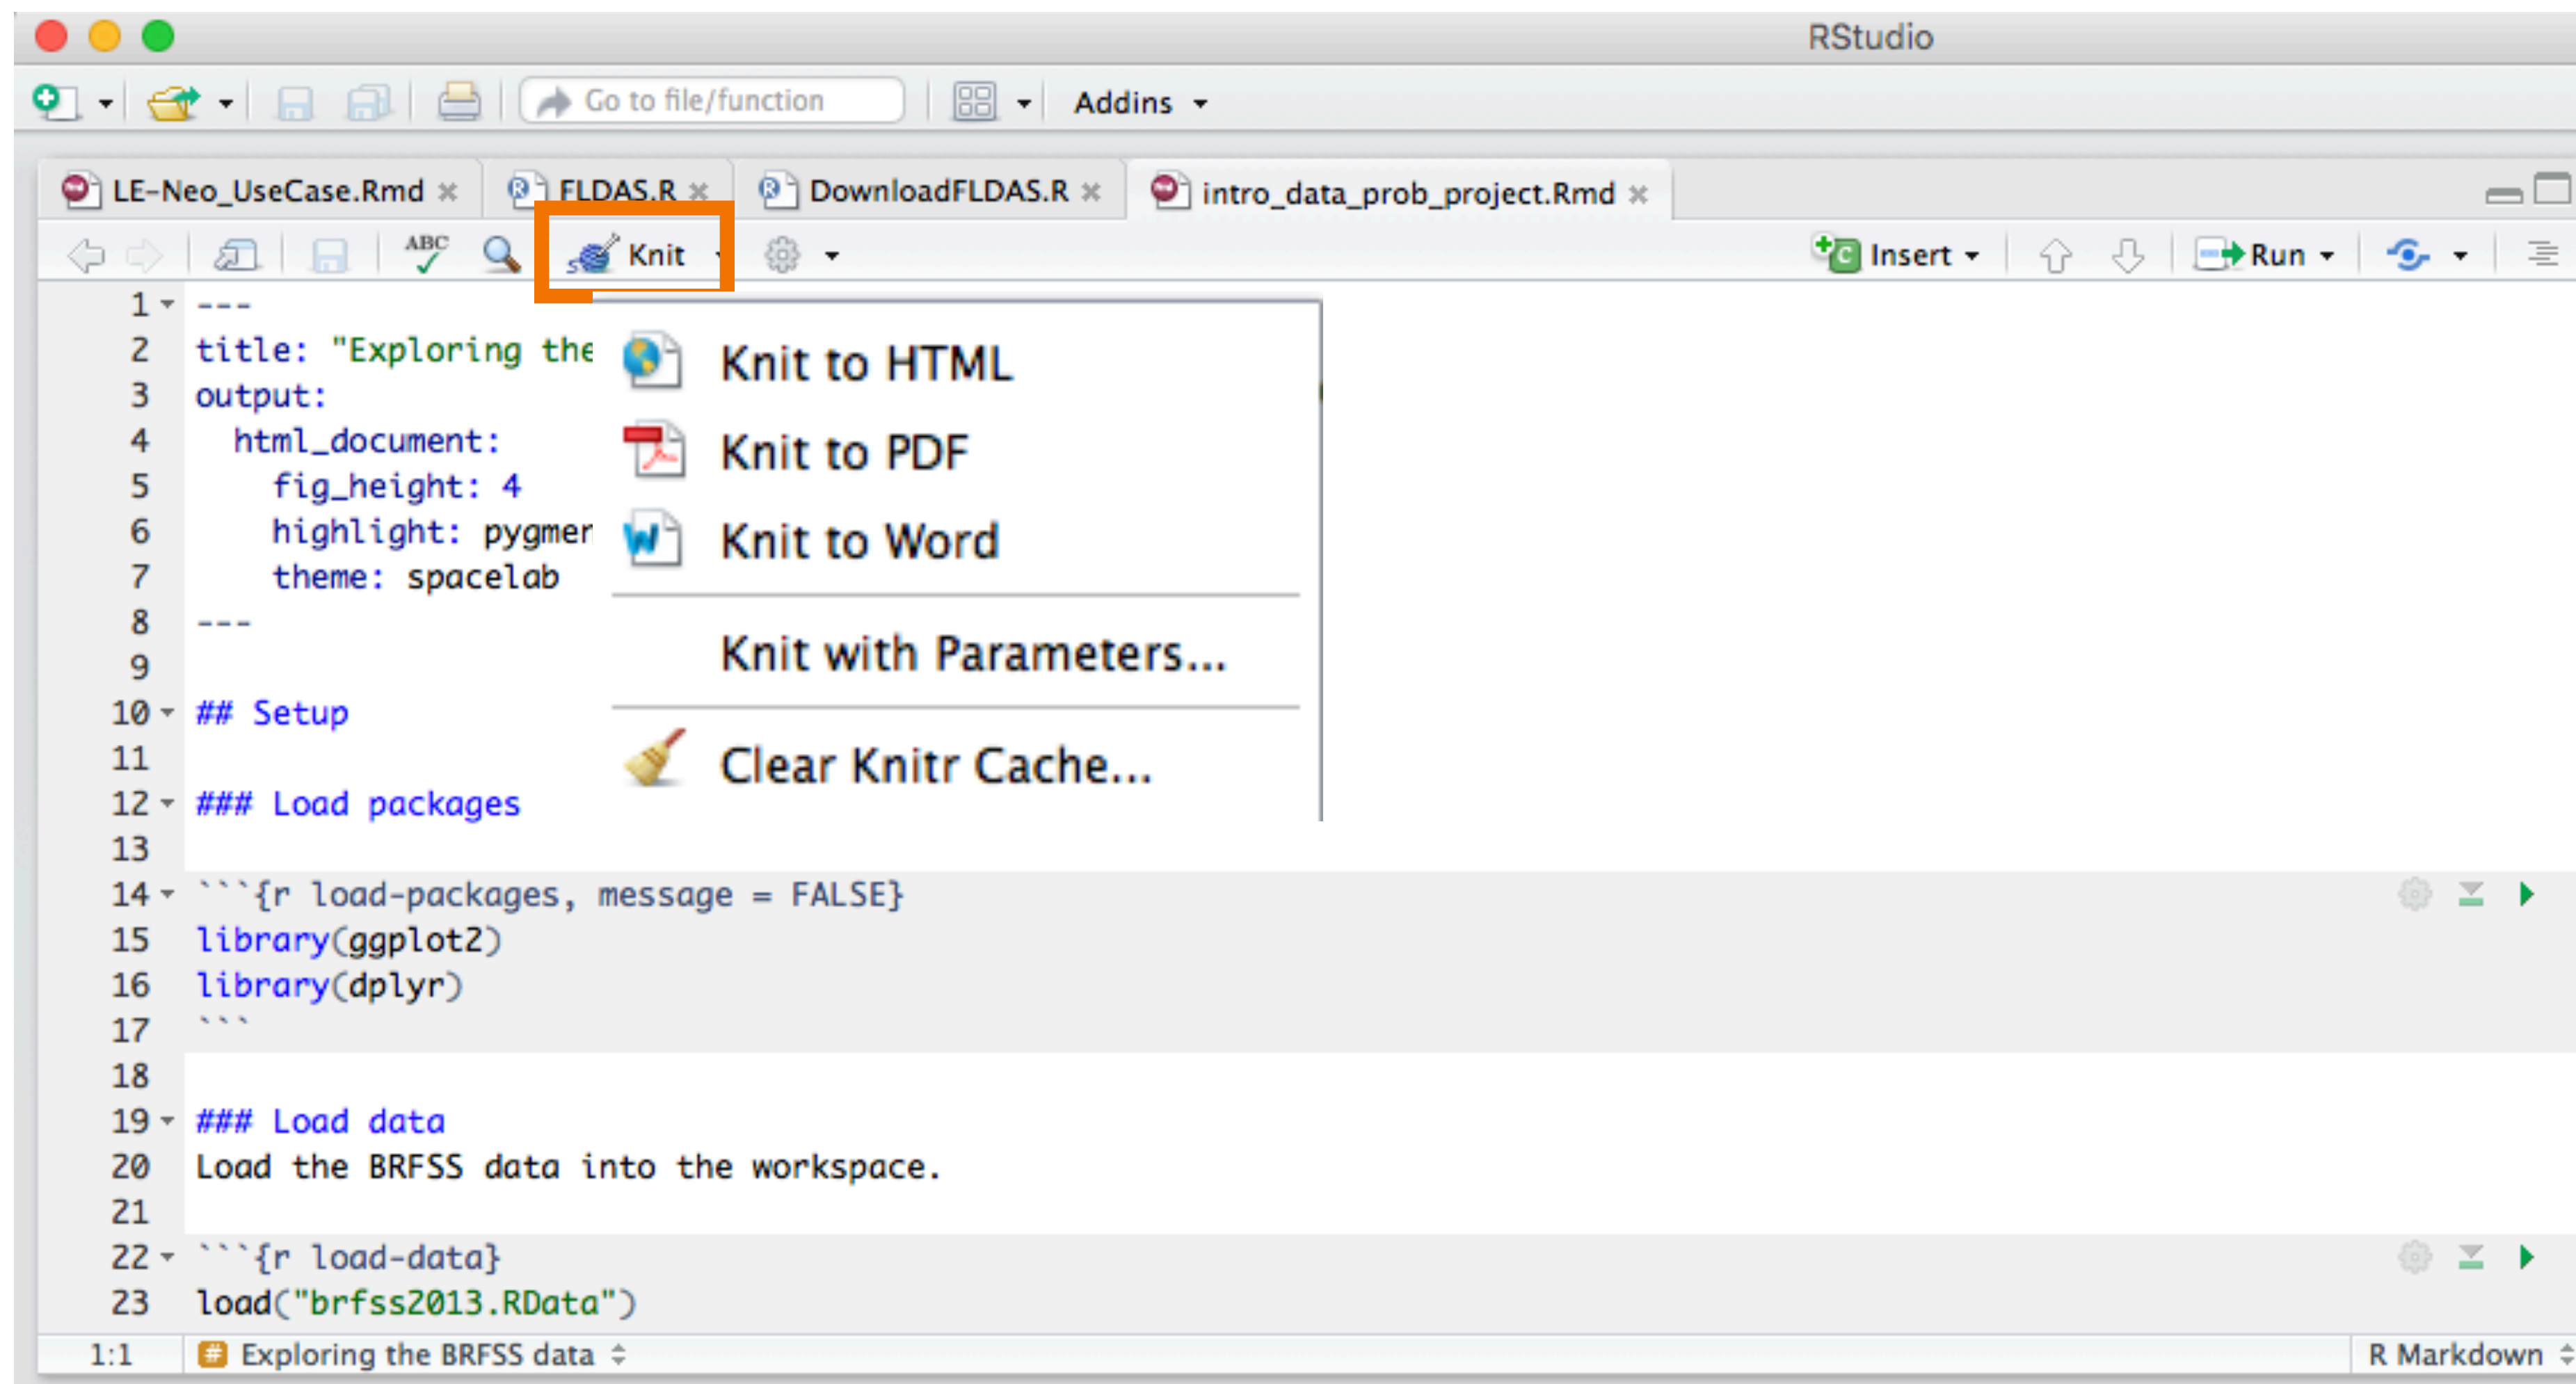 RStudio
Go to file/function
Addins
LE-Neo_UseCase.Rmd
FLDAS.R
DownloadFLDAS.R
intro_data_prob_project.Rmd
ABC
Knit
Insert
Run
1 ---
2 title: "Exploring the
3 output:
4 html_document:
5 fig_height: 4
6 highlight: pygmen
7 theme: spacelab
8 ---
9
10 ## Setup
11
12 ### Load packages
13
Knit to HTML
Knit to PDF
Knit to Word
Knit with Parameters...
Clear Knitr Cache...
14 ```{r load-packages, message = FALSE}
15 library(ggplot2)
16 library(dplyr)
17 ```
18
19 ### Load data
20 Load the BRFSS data into the workspace.
21
22 ```{r load-data}
23 load("brfss2013.RData")
1:1 # Exploring the BRFSS data R Markdown